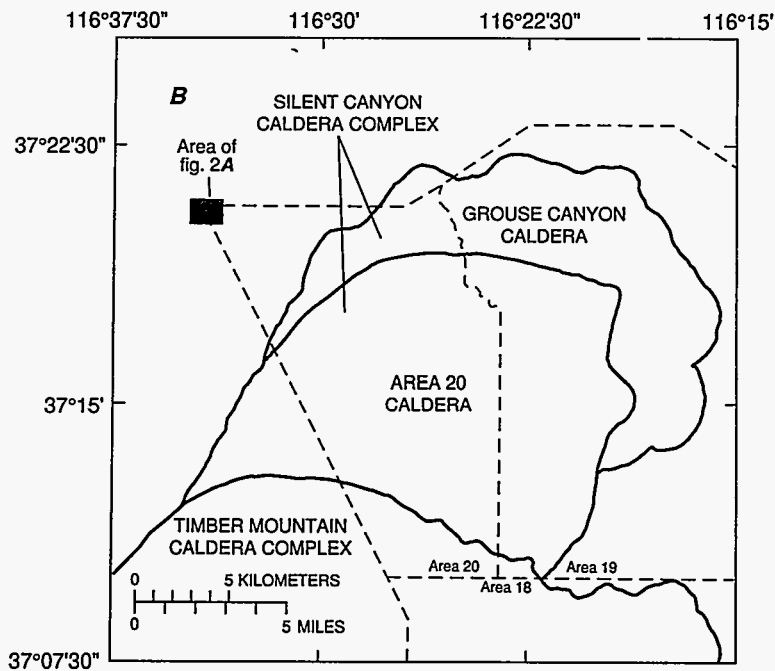 116°37'30" 116°30' 116°22'30" 116°15'
B
SILENT CANYON
CALDERA COMPLEX
37°22'30"
Area of
fig. 2A
GROUSE CANYON
CALDERA
AREA 20
CALDERA
37°15'
TIMBER MOUNTAIN
CALDERA COMPLEX
Area 20 Area 19
Area 18
0 5 KILOMETERS
0 5 MILES
37°07'30"